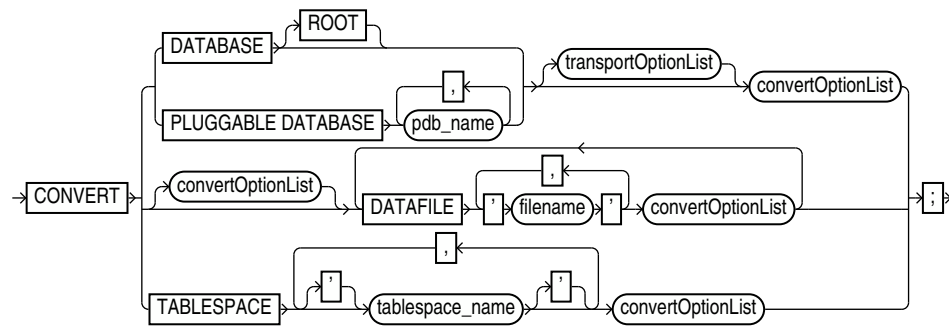 ROOT
DATABASE
transportOptionList
,
convertOptionList
PLUGGABLE DATABASE
pdb_name
,
convertOptionList
CONVERT
DATAFILE
'
filename
'
convertOptionList
;
,
'
'
TABLESPACE
tablespace_name
convertOptionList